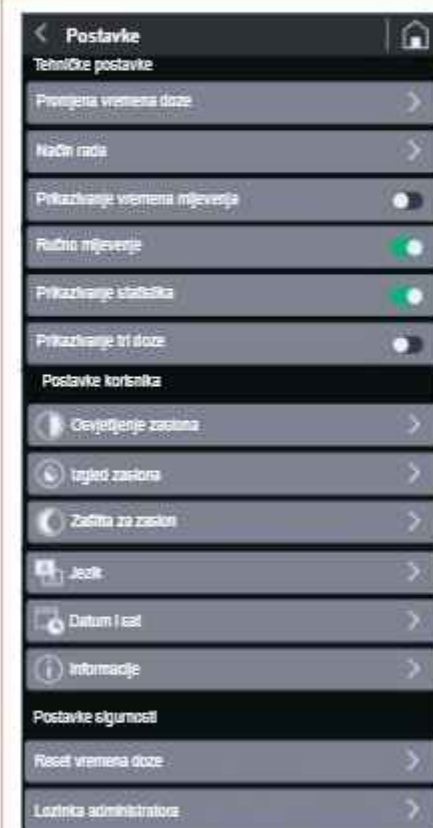 Postavke
Tehničke postavke
Promjena vremena doze
Način rada
Prikazivanje vremena mljevenja
Ručno mljevenje
Prikazivanje statistika
Prikazivanje tri doze
Postavke korisnika
Osvjetljenje zaslona
Izgled zaslona
Zaštita za zaslon
Jezik
Datum i sat
Informacije
Postavke sigurnosti
Reset vremena doze
Lozinka administratora